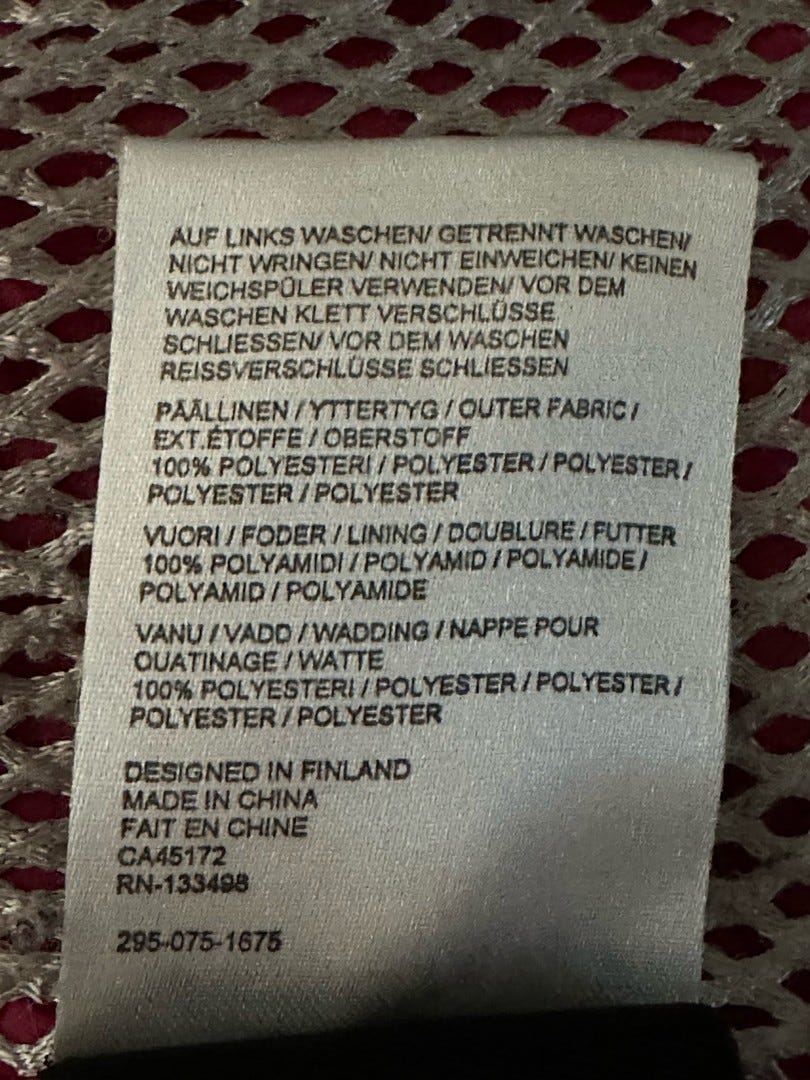 AUF LINKS WASCHEN/ GETRENNT WASCHEN/
NICHT WRINGEN/ NICHT EINWEICHEN/ KEINEN
WEICHSPÜLER VERWENDEN/ VOR DEM
WASCHEN KLETT VERSCHLÜSSE
SCHLIESSEN/ VOR DEM WASCHEN
REISSVERSCHLÜSSE SCHLIESSEN
PÄÄLLINEN / YTTERTYG / OUTER FABRIC /
EXT.ÉTOFFE / OBERSTOFF
100% POLYESTERI / POLYESTER / POLYESTER /
POLYESTER / POLYESTER
VUORI / FODER / LINING / DOUBLURE / FUTTER
100% POLYAMIDI / POLYAMID / POLYAMIDE /
POLYAMID / POLYAMIDE
VANU / VADD / WADDING / NAPPE POUR
OUATINAGE / WATTE
100% POLYESTERI / POLYESTER / POLYESTER /
POLYESTER / POLYESTER
DESIGNED IN FINLAND
MADE IN CHINA
FAIT EN CHINE
CA45172
RN-133498
295-075-1675